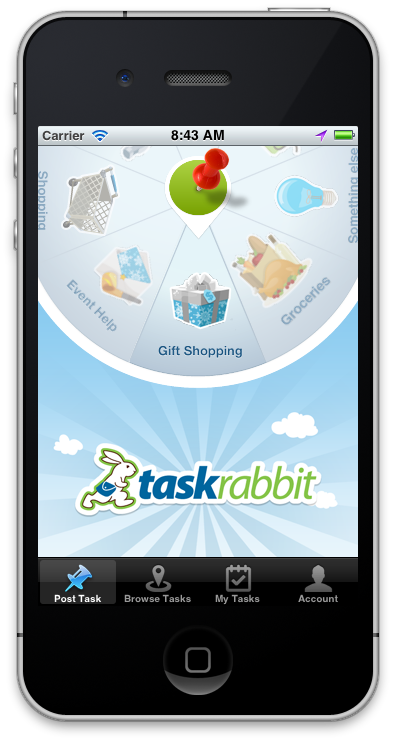 Carrier 8:43 AM
Shopping
Something else
Event Help
Groceries
Gift Shopping
taskrabbit
Post Task
Browse Tasks
My Tasks
Account